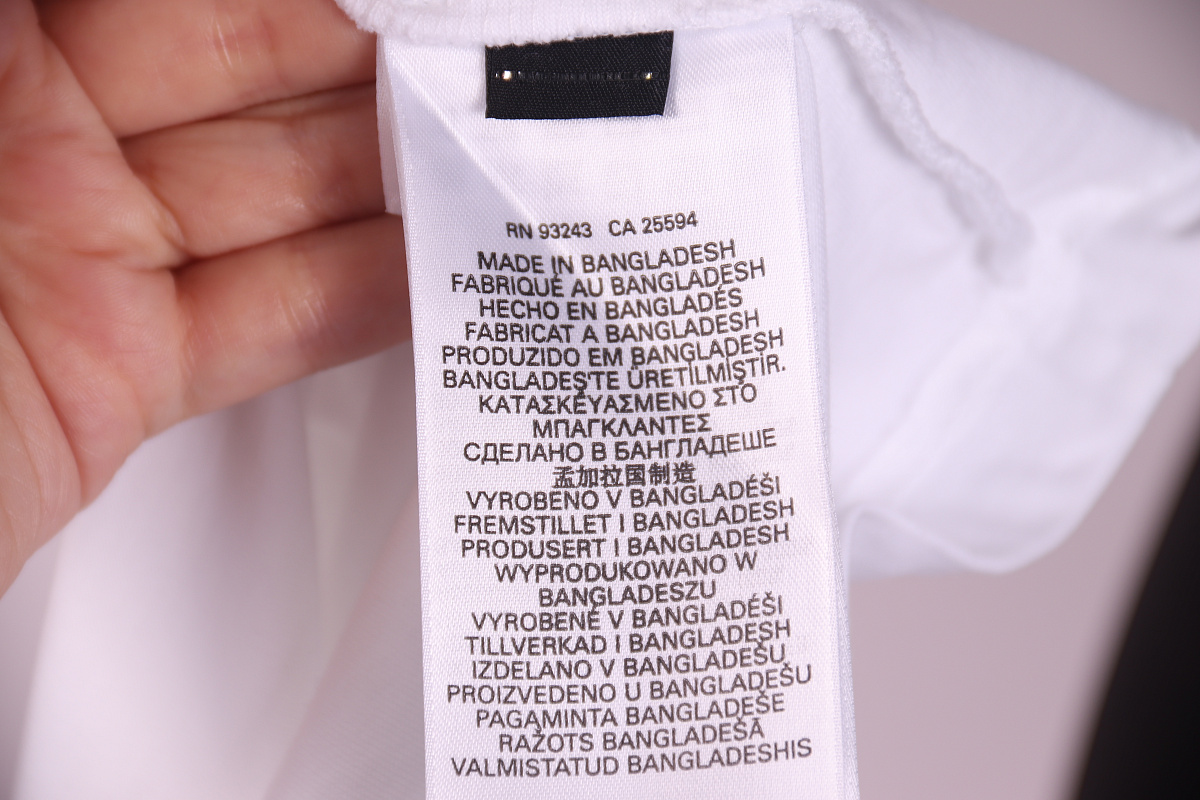 RN 93243 CA 25594
MADE IN BANGLADESH
FABRIQUÉ AU BANGLADESH
HECHO EN BANGLADÉS
FABRICAT A BANGLADESH
PRODUZIDO EM BANGLADESH
BANGLADEŞ'TE ÜRETİLMİŞTİR.
ΚΑΤΑΣΚΕΥΑΣΜΕΝΟ ΣΤΟ
ΜΠΑΓΚΛΑΝΤΕΣ
СДЕЛАНО В БАНГЛАДЕШЕ
孟加拉国制造
VYROBENO V BANGLADÉŠI
FREMSTILLET I BANGLADESH
PRODUSERT I BANGLADESH
WYPRODUKOWANO W
BANGLADESZU
VYROBENÉ V BANGLADÉŠI
TILLVERKAD I BANGLADESH
IZDELANO V BANGLADEŠU
PROIZVEDENO U BANGLADEŠU
PAGAMINTA BANGLADEŠE
RAŽOTS BANGLADEŠĀ
VALMISTATUD BANGLADESHIS